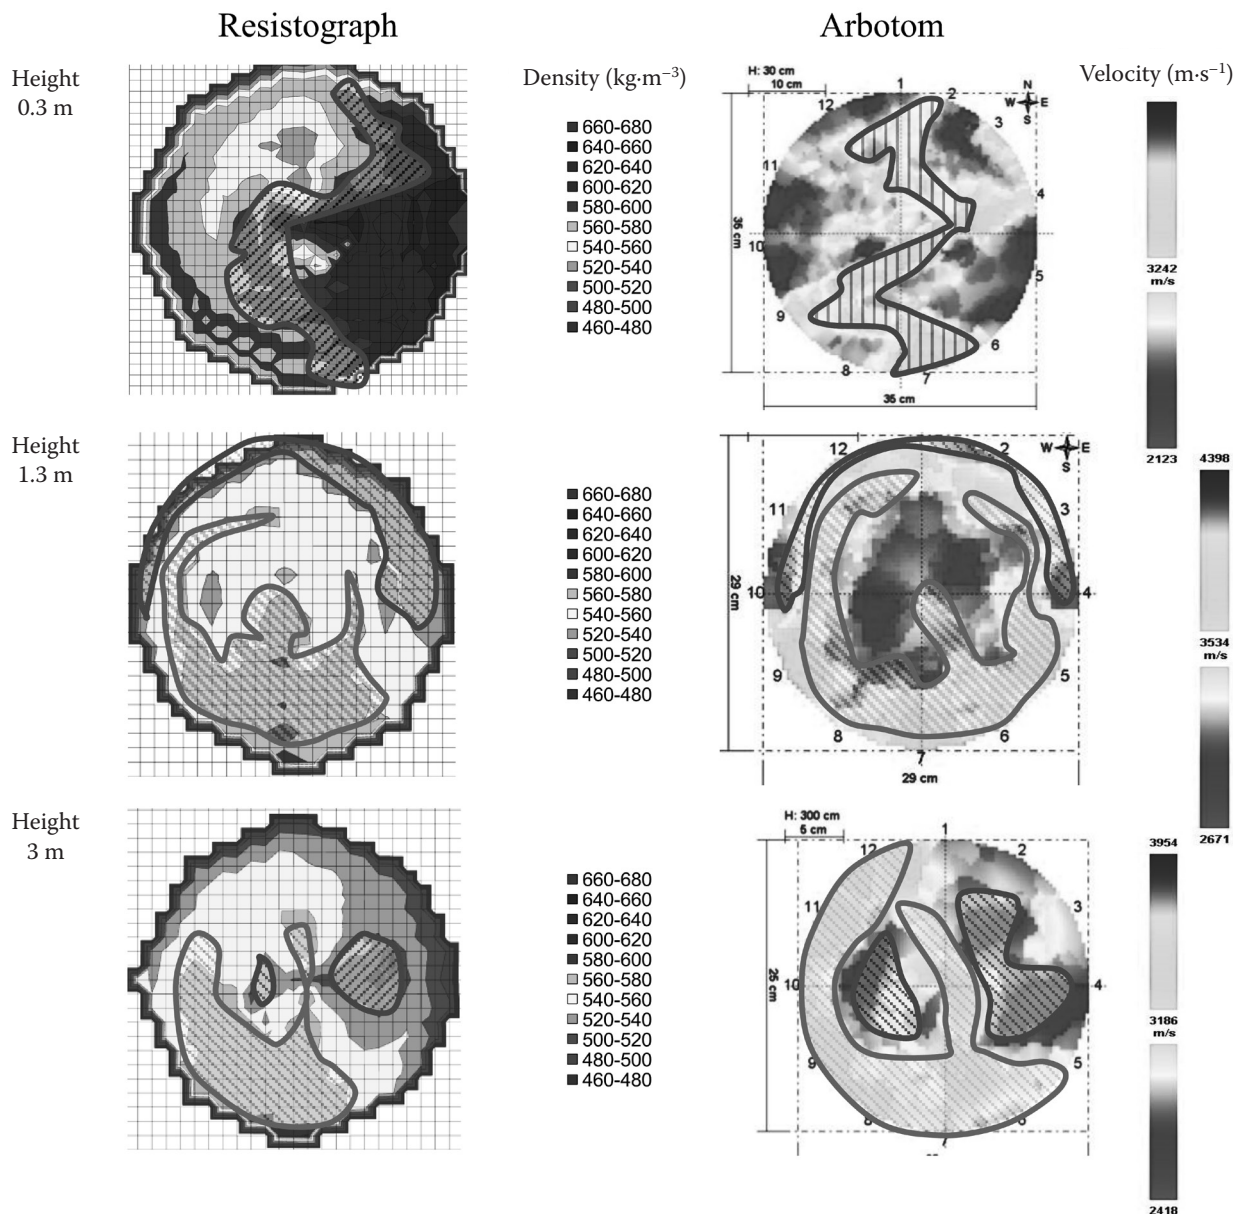 Resistograph
Arbotom
Height
0.3 m
Density (kg·m⁻³)
660-680
640-660
620-640
600-620
580-600
560-580
540-560
520-540
500-520
480-500
460-480
H: 30 cm
10 cm
1
2
3
4
5
6
7
8
9
10
11
12
N
W E
S
35 cm
35 cm
Velocity (m·s⁻¹)
3242
m/s
2123
Height
1.3 m
660-680
640-660
620-640
600-620
580-600
560-580
540-560
520-540
500-520
480-500
460-480
2
3
4
5
6
7
8
9
10
11
12
W E
S
29 cm
29 cm
4398
3534
m/s
2671
Height
3 m
660-680
640-660
620-640
600-620
580-600
560-580
540-560
520-540
500-520
480-500
460-480
H: 300 cm
5 cm
1
2
3
4
5
7
9
10
11
12
25 cm
3954
3186
m/s
2418